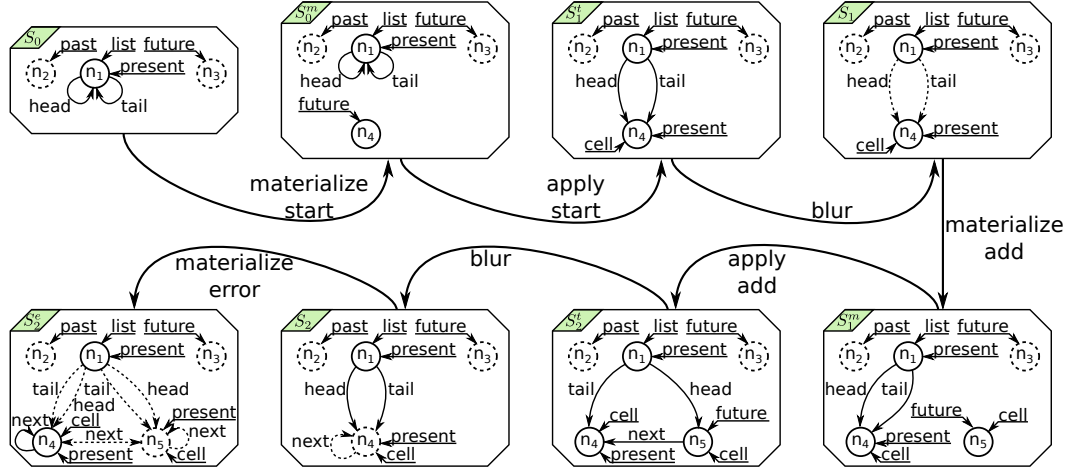 S₀
past list future
n₂ n₁ present n₃
head tail
S₀ᵐ
past list future
n₂ n₁ present n₃
head tail
future
n₄
S₁ᵗ
past list future
n₂ n₁ present n₃
head tail
n₄ present
cell
S₁
past list future
n₂ n₁ present n₃
head tail
n₄ present
cell
materialize
start
apply
start
blur
materialize
add
materialize
error
blur
apply
add
S₂ᵉ
past list future
n₂ n₁ present n₃
tail tail head
head
next cell present
n₄ next n₅ next
present cell
S₂
past list future
n₂ n₁ present n₃
head tail
next n₄ present
cell
S₂ᵗ
past list future
n₂ n₁ present n₃
tail head
cell future
n₄ next n₅
present cell
S₁ᵐ
past list future
n₂ n₁ present n₃
head tail
future cell
n₄ present n₅
cell